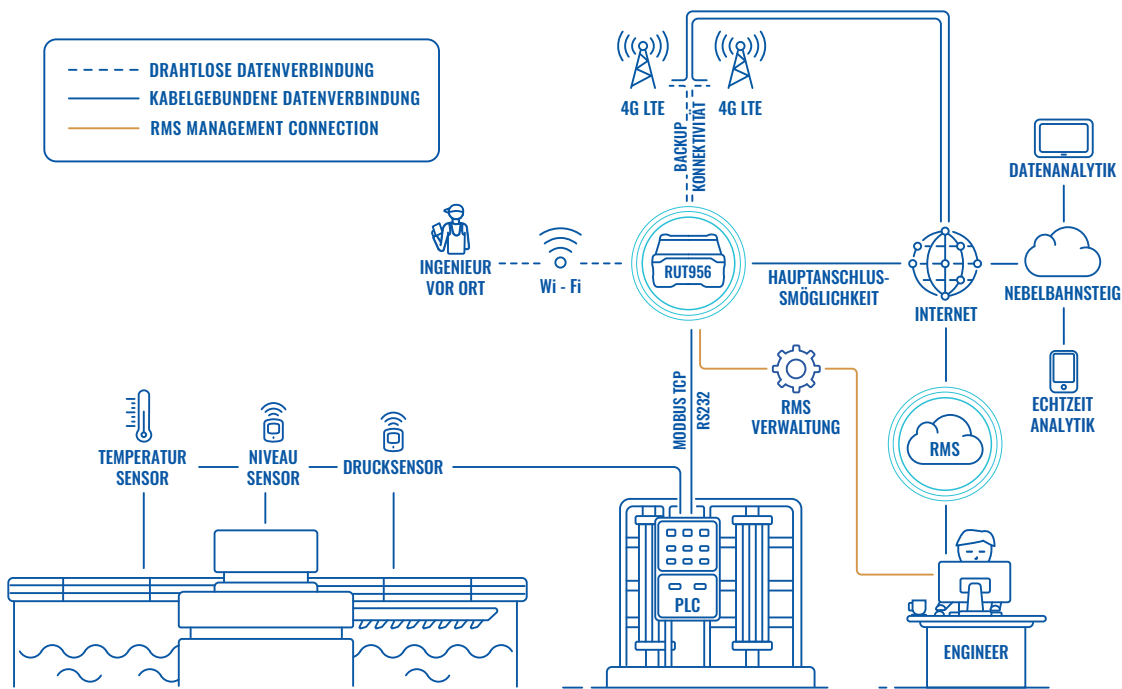 DRAHTLOSE DATENVERBINDUNG
KABELGEBUNDENE DATENVERBINDUNG
RMS MANAGEMENT CONNECTION
4G LTE
4G LTE
BACKUP
KONNEKTIVITÄT
DATENANALYTIK
INGENIEUR
VOR ORT
Wi - Fi
RUT956
HAUPTANSCHLUS-
SMÖGLICHKEIT
INTERNET
NEBELBAHNSTEIG
MODBUS TCP
RS232
RMS
VERWALTUNG
ECHTZEIT
ANALYTIK
RMS
TEMPERATUR
SENSOR
NIVEAU
SENSOR
DRUCKSENSOR
PLC
ENGINEER